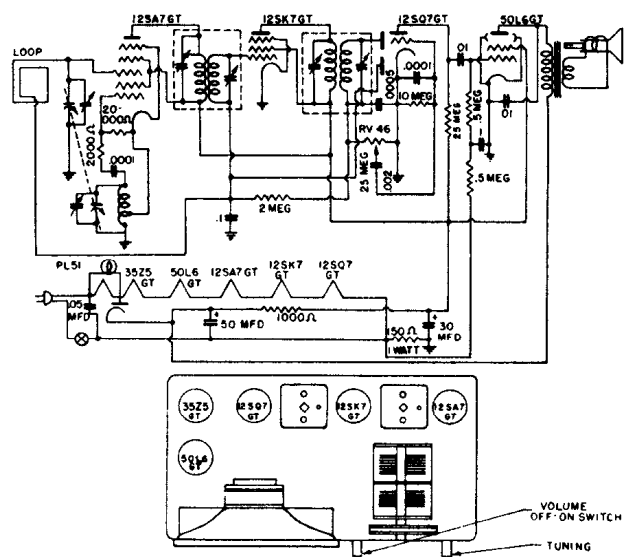 12SA7GT
12SK7GT
12SQ7GT
50L6GT
LOOP
20-
000Ω
2000Ω
.0001
.0005
.0001
10 MEG
.01
.25 MEG
.5 MEG
.01
RV 46
.25 MEG
.002
.5 MEG
.1
2 MEG
PL51
35Z5
GT
50L6
GT
12SA7GT
12SK7
GT
12SQ7
GT
.05
MFD
+
50 MFD
1000Ω
150Ω
1 WATT
+
30
MFD
35Z5
GT
12SQ7
GT
12SK7
GT
12SA7
GT
50L6
GT
VOLUME
OFF-ON SWITCH
TUNING